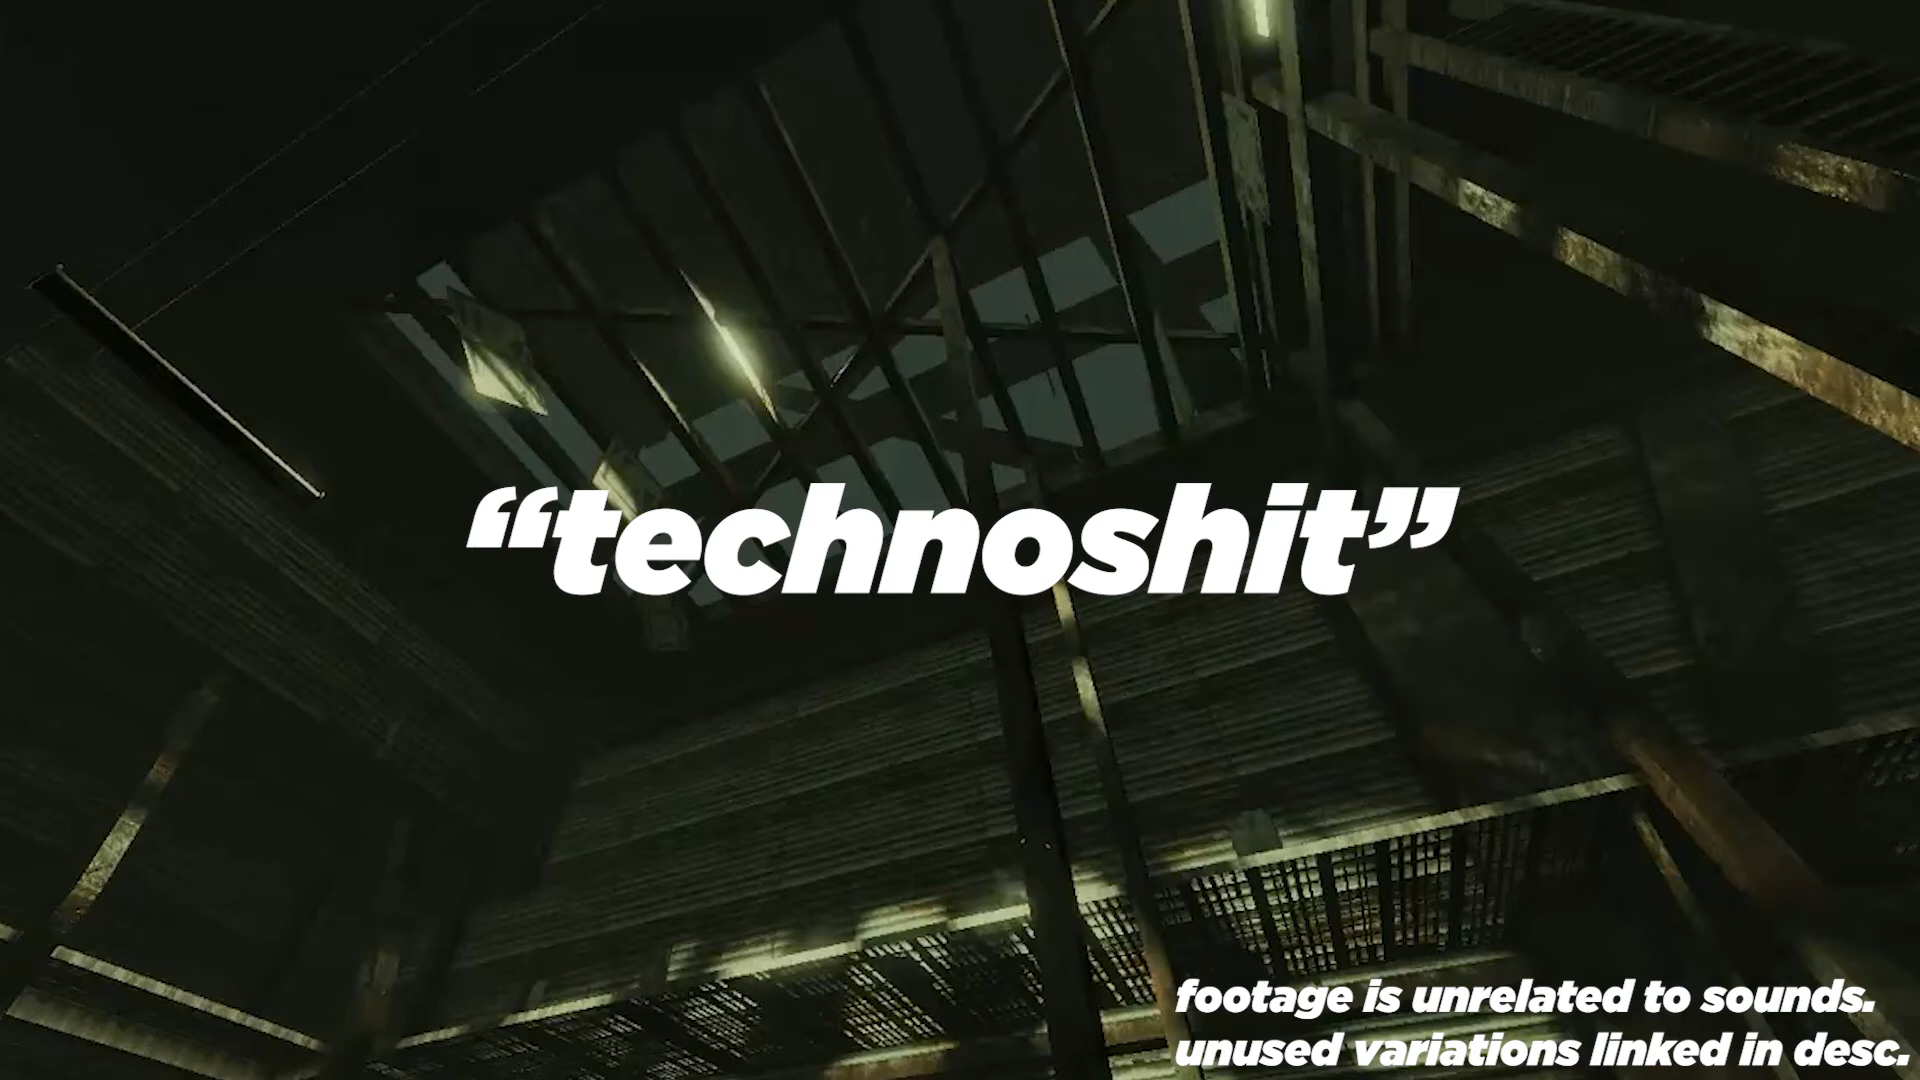 “technoshit”
footage is unrelated to sounds.
unused variations linked in desc.